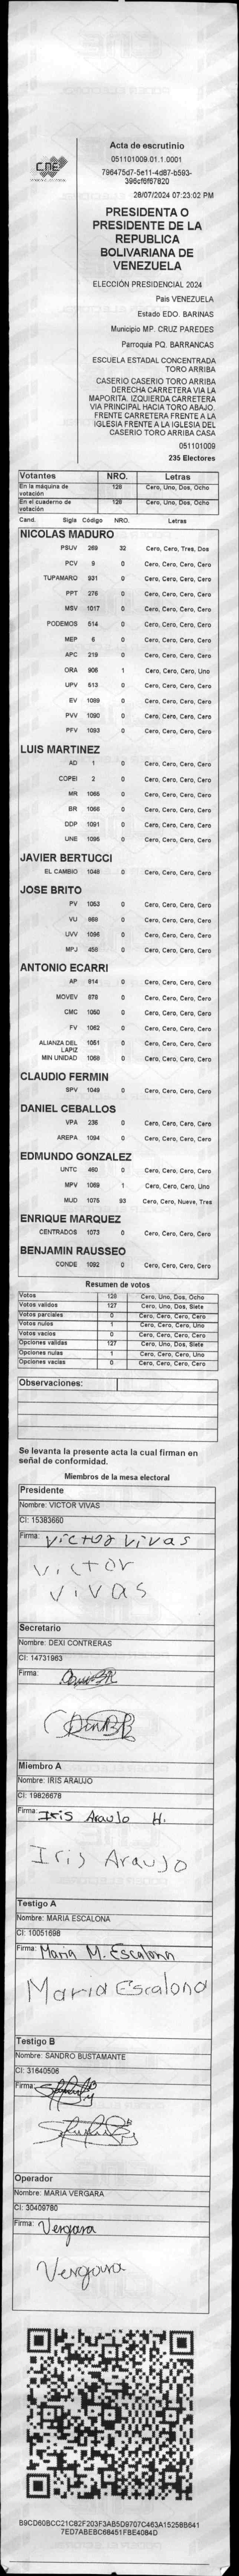 CNE
Acta de escrutinio
051101009.01.1.0001
796475d7-5e11-4d87-b593-
396cf6f67820
28/07/2024 07:23:02 PM
PRESIDENTA O
PRESIDENTE DE LA
REPUBLICA
BOLIVARIANA DE
VENEZUELA
ELECCIÓN PRESIDENCIAL 2024
Pais VENEZUELA
Estado EDO. BARINAS
Municipio MP. CRUZ PAREDES
Parroquia PQ. BARRANCAS
ESCUELA ESTADAL CONCENTRADA
TORO ARRIBA
CASERIO CASERIO TORO ARRIBA
DERECHA CARRETERA VIA LA
MAPORITA. IZQUIERDA CARRETERA
VIA PRINCIPAL HACIA TORO ABAJO.
FRENTE CARRETERA FRENTE A LA
IGLESIA FRENTE A LA IGLESIA DEL
CASERIO TORO ARRIBA CASA
051101009
235 Electores
Votantes NRO. Letras
En la máquina de votación 128 Cero, Uno, Dos, Ocho
En el cuaderno de votación 128 Cero, Uno, Dos, Ocho
Cand. Sigla Código NRO. Letras
NICOLAS MADURO
PSUV 269 32 Cero, Cero, Tres, Dos
PCV 9 0 Cero, Cero, Cero, Cero
TUPAMARO 931 0 Cero, Cero, Cero, Cero
PPT 276 0 Cero, Cero, Cero, Cero
MSV 1017 0 Cero, Cero, Cero, Cero
PODEMOS 514 0 Cero, Cero, Cero, Cero
MEP 6 0 Cero, Cero, Cero, Cero
APC 219 0 Cero, Cero, Cero, Cero
ORA 906 1 Cero, Cero, Cero, Uno
UPV 513 0 Cero, Cero, Cero, Cero
EV 1089 0 Cero, Cero, Cero, Cero
PVV 1090 0 Cero, Cero, Cero, Cero
PFV 1093 0 Cero, Cero, Cero, Cero
LUIS MARTINEZ
AD 1 0 Cero, Cero, Cero, Cero
COPEI 2 0 Cero, Cero, Cero, Cero
MR 1065 0 Cero, Cero, Cero, Cero
BR 1066 0 Cero, Cero, Cero, Cero
DDP 1091 0 Cero, Cero, Cero, Cero
UNE 1095 0 Cero, Cero, Cero, Cero
JAVIER BERTUCCI
EL CAMBIO 1048 0 Cero, Cero, Cero, Cero
JOSE BRITO
PV 1053 0 Cero, Cero, Cero, Cero
VU 868 0 Cero, Cero, Cero, Cero
UVV 1096 0 Cero, Cero, Cero, Cero
MPJ 456 0 Cero, Cero, Cero, Cero
ANTONIO ECARRI
AP 814 0 Cero, Cero, Cero, Cero
MOVEV 878 0 Cero, Cero, Cero, Cero
CMC 1050 0 Cero, Cero, Cero, Cero
FV 1062 0 Cero, Cero, Cero, Cero
ALIANZA DEL LAPIZ 1051 0 Cero, Cero, Cero, Cero
MIN UNIDAD 1068 0 Cero, Cero, Cero, Cero
CLAUDIO FERMIN
SPV 1049 0 Cero, Cero, Cero, Cero
DANIEL CEBALLOS
VPA 236 0 Cero, Cero, Cero, Cero
AREPA 1094 0 Cero, Cero, Cero, Cero
EDMUNDO GONZALEZ
UNTC 460 0 Cero, Cero, Cero, Cero
MPV 1069 1 Cero, Cero, Cero, Uno
MUD 1075 93 Cero, Cero, Nueve, Tres
ENRIQUE MARQUEZ
CENTRADOS 1073 0 Cero, Cero, Cero, Cero
BENJAMIN RAUSSEO
CONDE 1092 0 Cero, Cero, Cero, Cero
Resumen de votos
Votos 128 Cero, Uno, Dos, Ocho
Votos validos 127 Cero, Uno, Dos, Siete
Votos parciales 0 Cero, Cero, Cero, Cero
Votos nulos 1 Cero, Cero, Cero, Uno
Votos vacios 0 Cero, Cero, Cero, Cero
Opciones validas 127 Cero, Uno, Dos, Siete
Opciones nulas 1 Cero, Cero, Cero, Uno
Opciones vacias 0 Cero, Cero, Cero, Cero
Observaciones:
Se levanta la presente acta la cual firman en
señal de conformidad.
Miembros de la mesa electoral
Presidente
Nombre: VICTOR VIVAS
CI: 15383660
Firma: Victor Vivas
Victor
Vivas
Secretario
Nombre: DEXI CONTRERAS
CI: 14731963
Firma:
Miembro A
Nombre: IRIS ARAUJO
CI: 19826678
Firma: Iris Araujo H.
Iris Araujo
Testigo A
Nombre: MARIA ESCALONA
CI: 10051698
Firma: Maria M. Escalona
Maria Escalona
Testigo B
Nombre: SANDRO BUSTAMANTE
CI: 31640506
Firma:
Operador
Nombre: MARIA VERGARA
CI: 30409780
Firma: Vergara
Vergara
B9CD60BCC21C82F203F3AB5D9707C463A15258B641
7ED7ABEBC68451FBE4084D